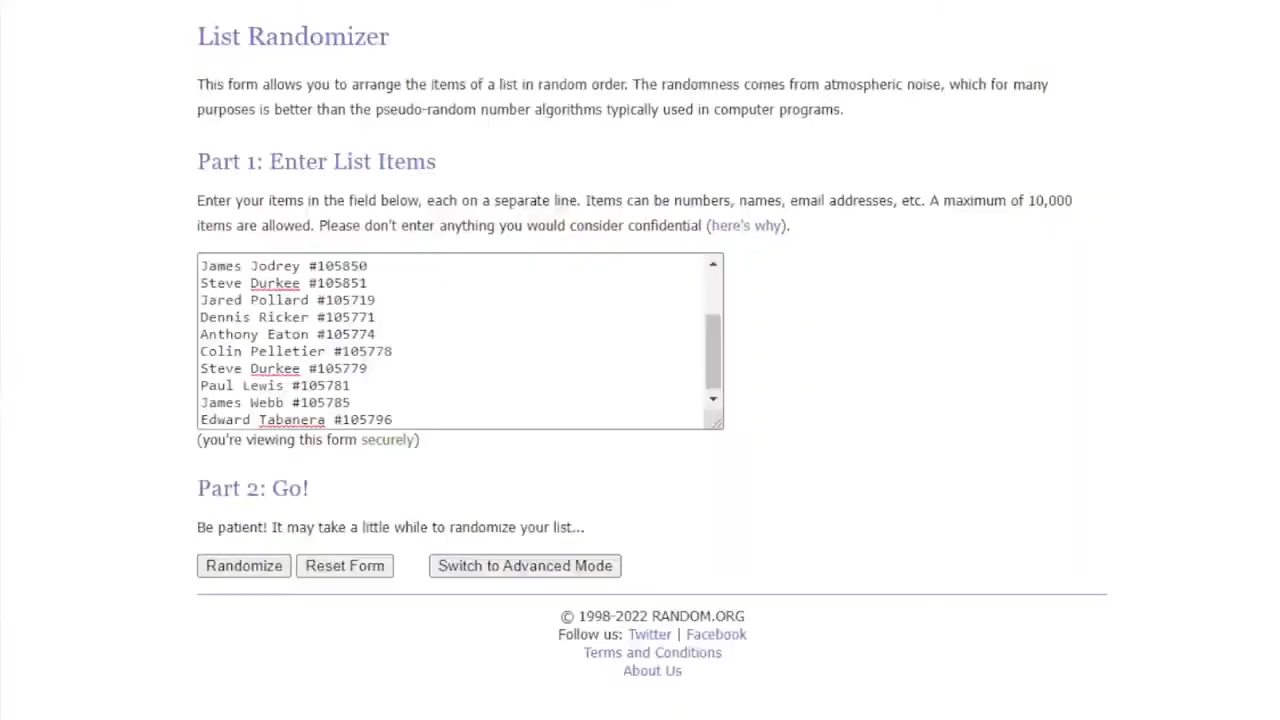 List Randomizer
This form allows you to arrange the items of a list in random order. The randomness comes from atmospheric noise, which for many
purposes is better than the pseudo-random number algorithms typically used in computer programs.
Part 1: Enter List Items
Enter your items in the field below, each on a separate line. Items can be numbers, names, email addresses, etc. A maximum of 10,000
items are allowed. Please don't enter anything you would consider confidential (here's why).
James Jodrey #105850
Steve Durkee #105851
Jared Pollard #105719
Dennis Ricker #105771
Anthony Eaton #105774
Colin Pelletier #105778
Steve Durkee #105779
Paul Lewis #105781
James Webb #105785
Edward Tabanera #105796
(you're viewing this form securely)
Part 2: Go!
Be patient! It may take a little while to randomize your list...
Randomize Reset Form Switch to Advanced Mode
© 1998-2022 RANDOM.ORG
Follow us: Twitter | Facebook
Terms and Conditions
About Us